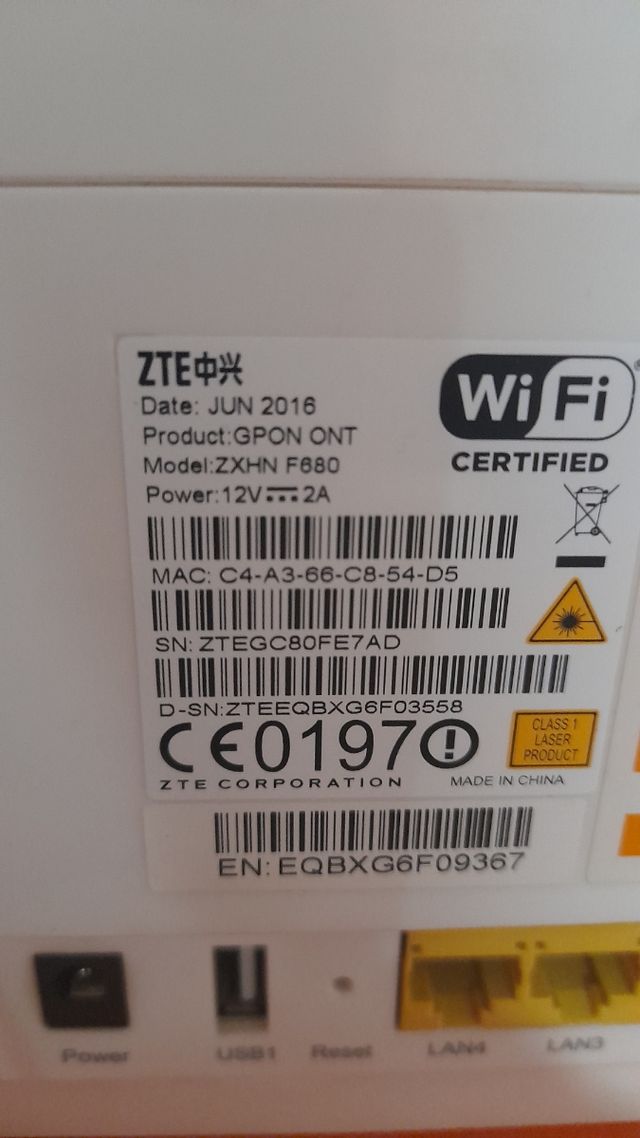 ZTE中兴
Date: JUN 2016
Product:GPON ONT
Model:ZXHN F680
Power:12V⎓2A
WiFi
CERTIFIED
MAC: C4-A3-66-C8-54-D5
SN: ZTEGC80FE7AD
D-SN:ZTEEQBXG6F03558
CE0197
CLASS 1
LASER
PRODUCT
ZTE CORPORATION
MADE IN CHINA
EN: EQBXG6F09367
Power
USB1
Reset
LAN4
LAN3